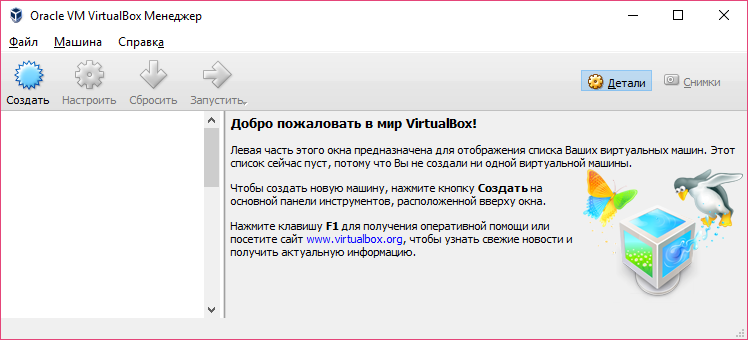 Oracle VM VirtualBox Менеджер
Файл Машина Справка
Создать Настроить Сбросить Запустить Детали Снимки
Добро пожаловать в мир VirtualBox!
Левая часть этого окна предназначена для отображения списка Ваших виртуальных машин. Этот
список сейчас пуст, потому что Вы не создали ни одной виртуальной машины.
Чтобы создать новую машину, нажмите кнопку Создать на
основной панели инструментов, расположенной вверху окна.
Нажмите клавишу F1 для получения оперативной помощи или
посетите сайт www.virtualbox.org, чтобы узнать свежие новости и
получить актуальную информацию.